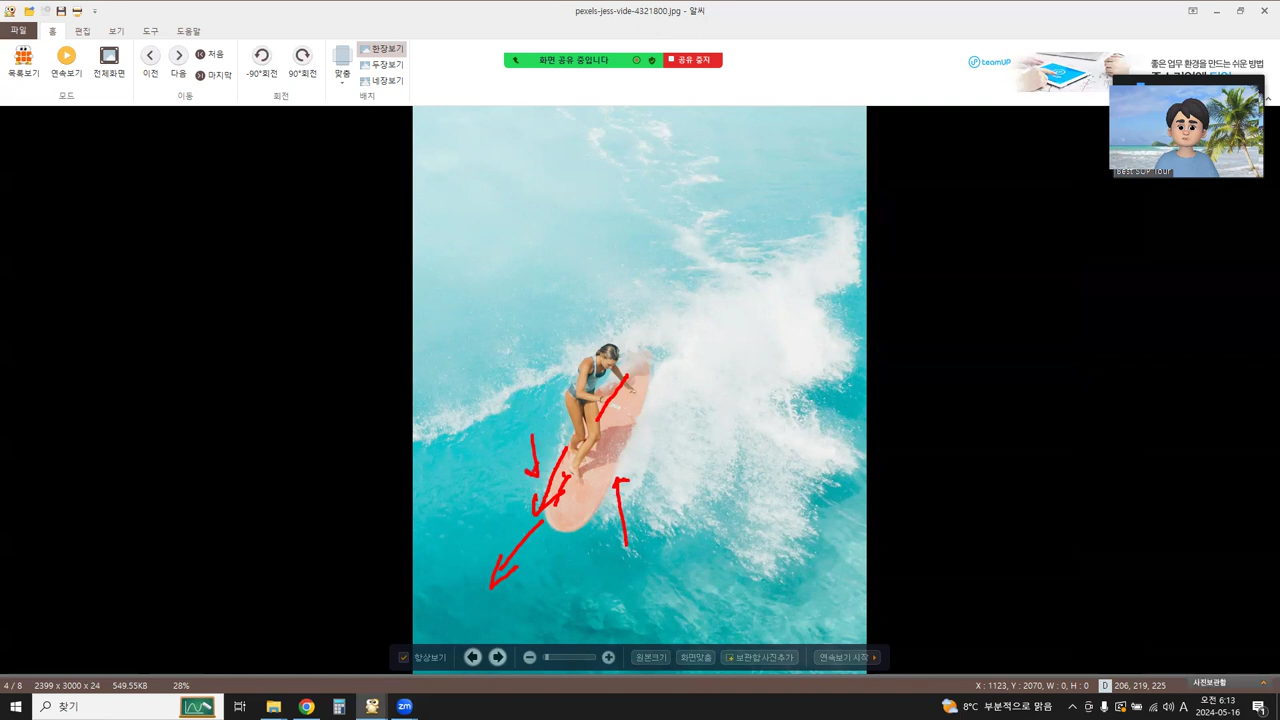 pexels-jess-vide-4321800.jpg - 알씨
파일 홈 편집 보기 도구 도움말
목록보기 연속보기 전체화면 이전 다음 처음 마지막 -90°회전 90°회전 맞춤 한장보기 두장보기 네장보기
모드 이동 회전 배지
화면 공유 중입니다 공유 중지
teamUP 좋은 업무 환경을 만드는 쉬운 방법
Best SUP Tour
항상보기 원본크기 화면맞춤 보관함 사진추가 연속보기 시작
4 / 8 2399 x 3000 x 24 549.55KB 28% X : 1123, Y : 2070, W : 0, H : 0 D 206, 219, 225 사진보관함
찾기 zm 8°C 부분적으로 맑음 A 오전 6:13
2024-05-16 1